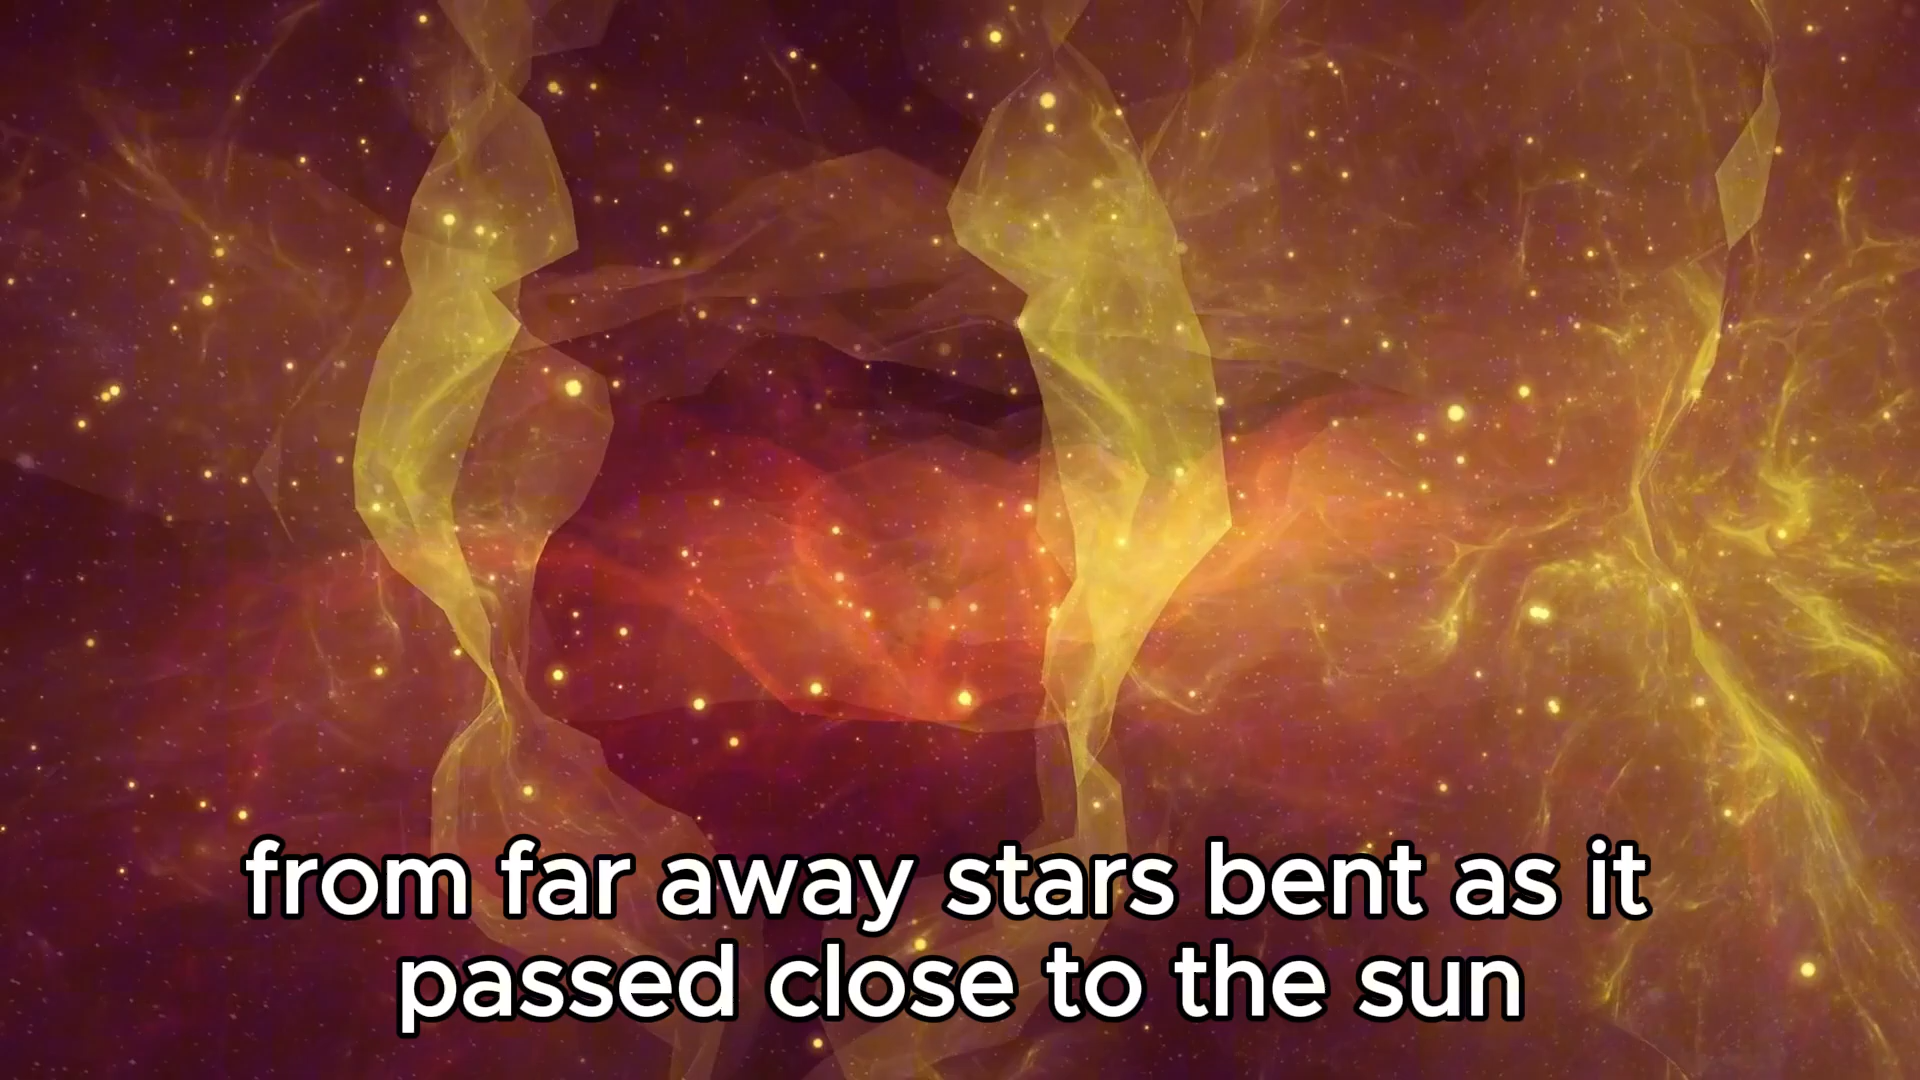 from far away stars bent as it
passed close to the sun